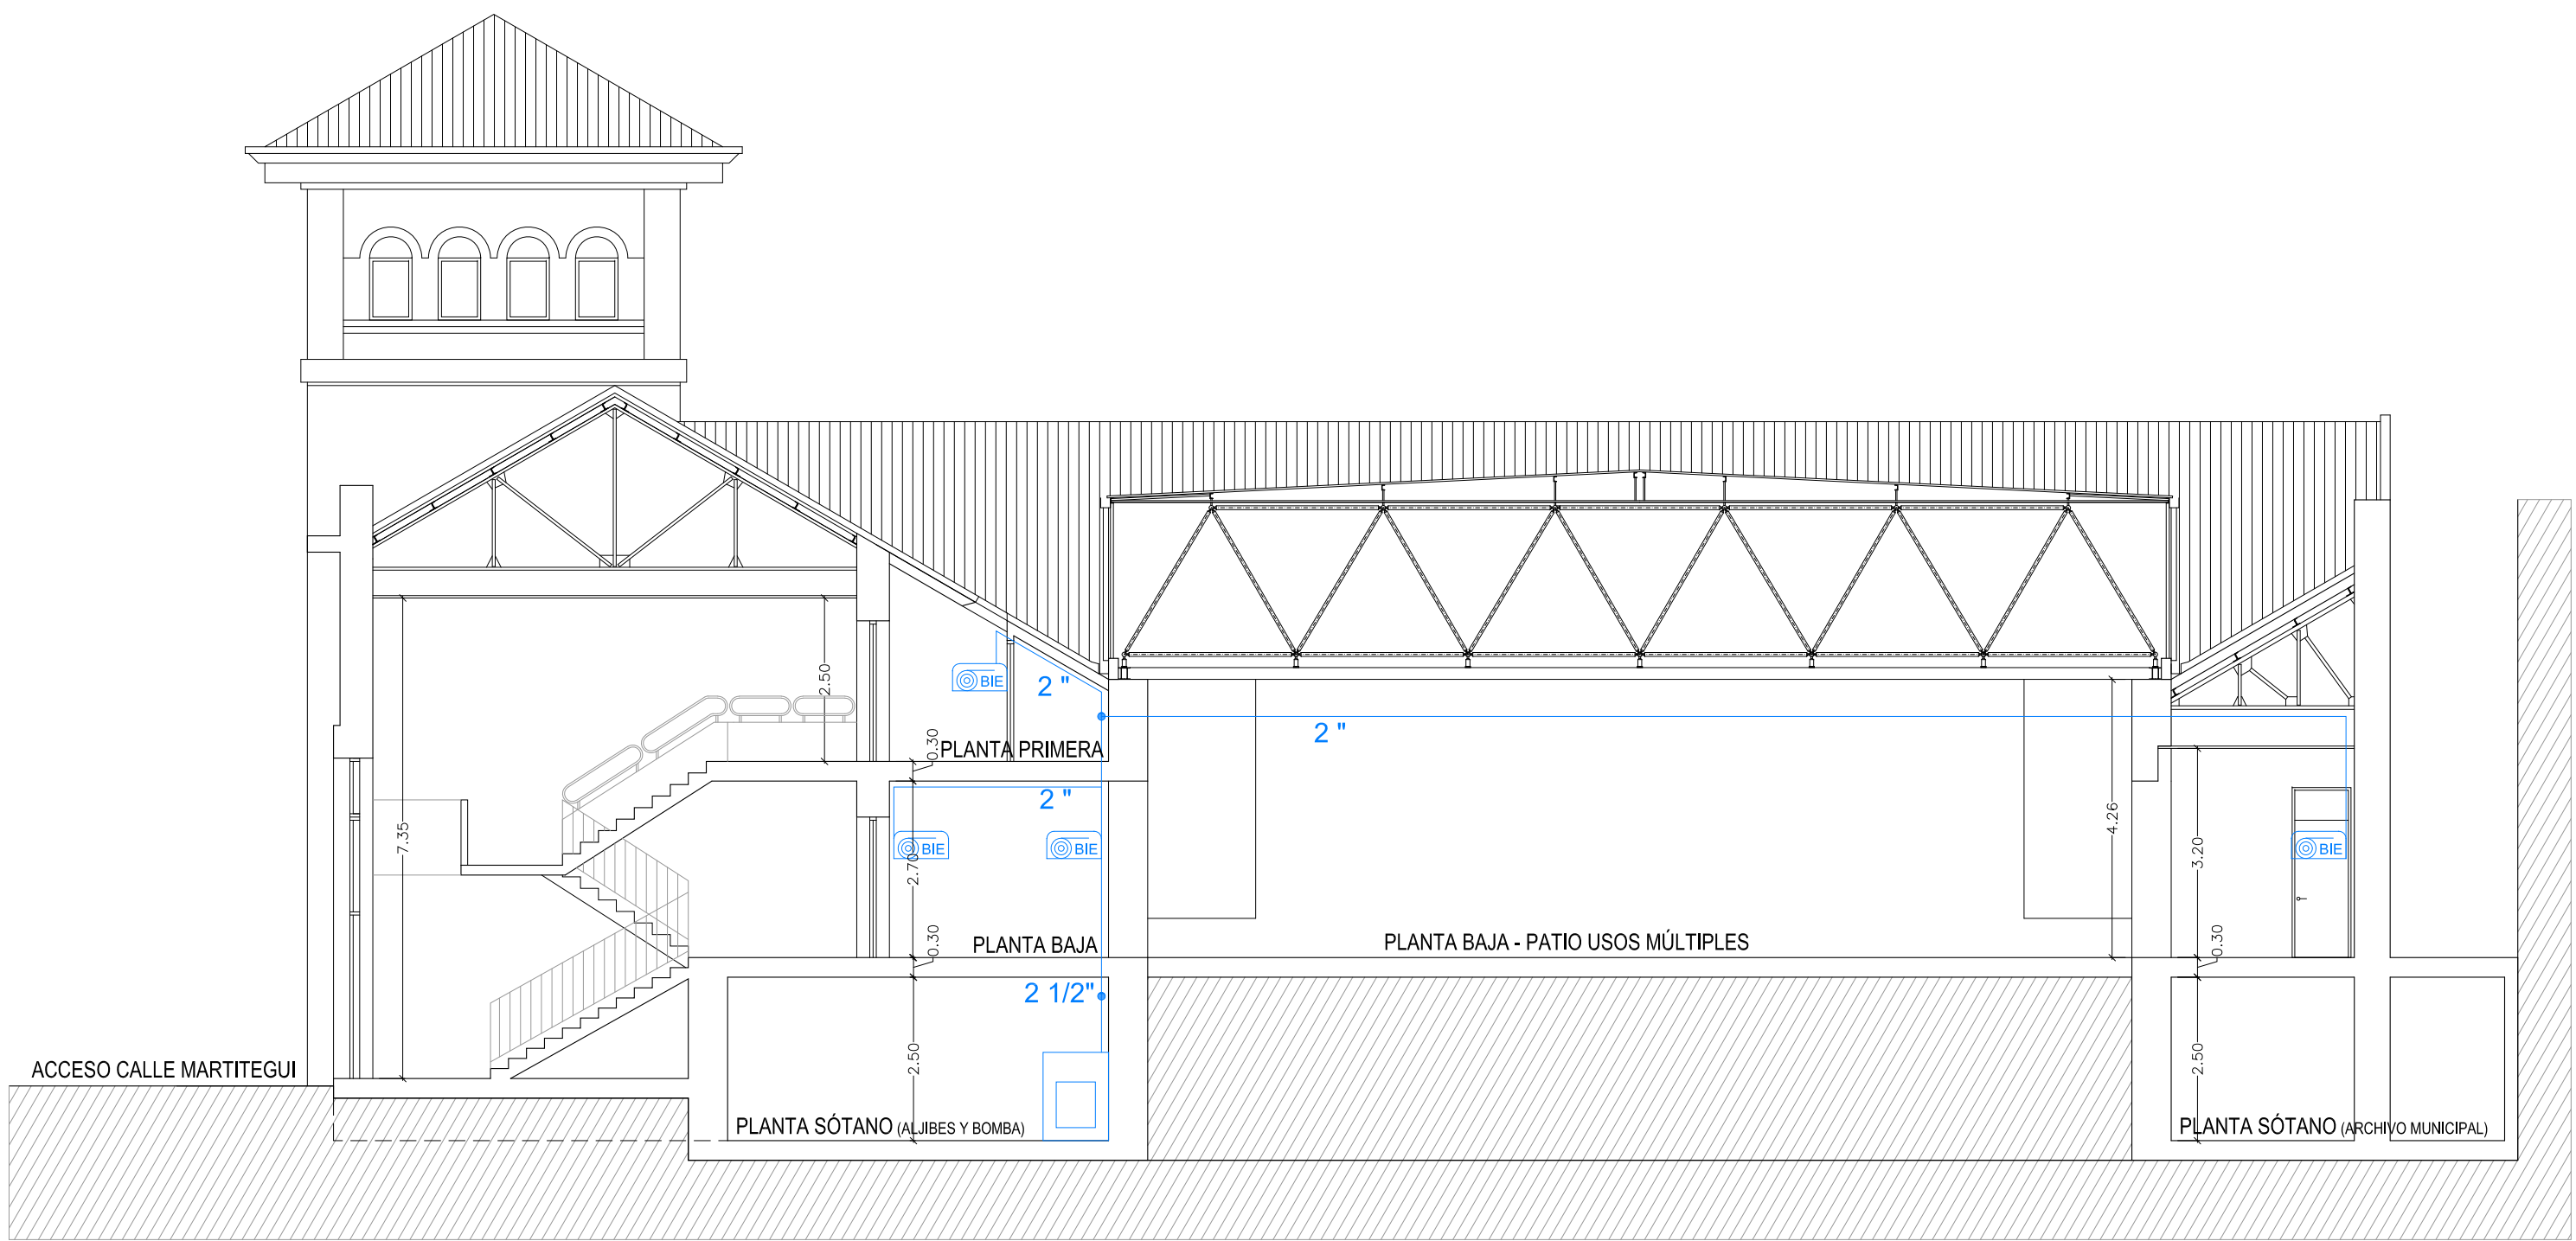 2.50
BIE
2 "
2 "
0.30
PLANTA PRIMERA
2 "
7.35
BIE
BIE
2.70
4.26
3.20
BIE
0.30
PLANTA BAJA
PLANTA BAJA - PATIO USOS MÚLTIPLES
0.30
2 1/2"
2.50
2.50
ACCESO CALLE MARTITEGUI
PLANTA SÓTANO (ALJIBES Y BOMBA)
PLANTA SÓTANO (ARCHIVO MUNICIPAL)